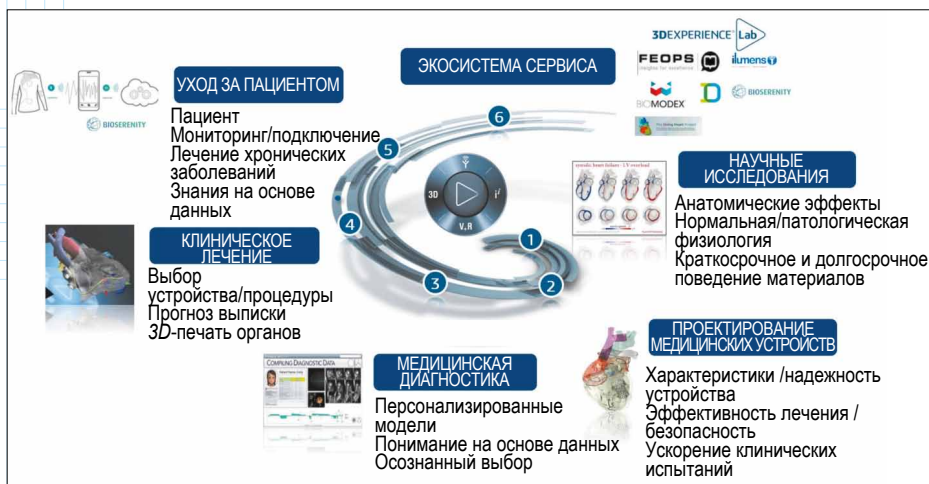 ЭКОСИСТЕМА СЕРВИСА
3DEXPERIENCE Lab
FEOPS
ilumens
BIOMODEX
BIOSERENITY
УХОД ЗА ПАЦИЕНТОМ
BIOSERENITY
Пациент
Мониторинг/подключение
Лечение хронических
заболеваний
Знания на основе
данных
6
5
4
3
2
1
3D
V.R
НАУЧНЫЕ
ИССЛЕДОВАНИЯ
Анатомические эффекты
Нормальная/патологическая
физиология
Краткосрочное и долгосрочное
поведение материалов
КЛИНИЧЕСКОЕ
ЛЕЧЕНИЕ
Выбор
устройства/процедуры
Прогноз выписки
3D-печать органов
COMPILING DIAGNOSTIC DATA
МЕДИЦИНСКАЯ
ДИАГНОСТИКА
Персонализированные
модели
Понимание на основе данных
Осознанный выбор
ПРОЕКТИРОВАНИЕ
МЕДИЦИНСКИХ УСТРОЙСТВ
Характеристики /надежность
устройства
Эффективность лечения /
безопасность
Ускорение клинических
испытаний